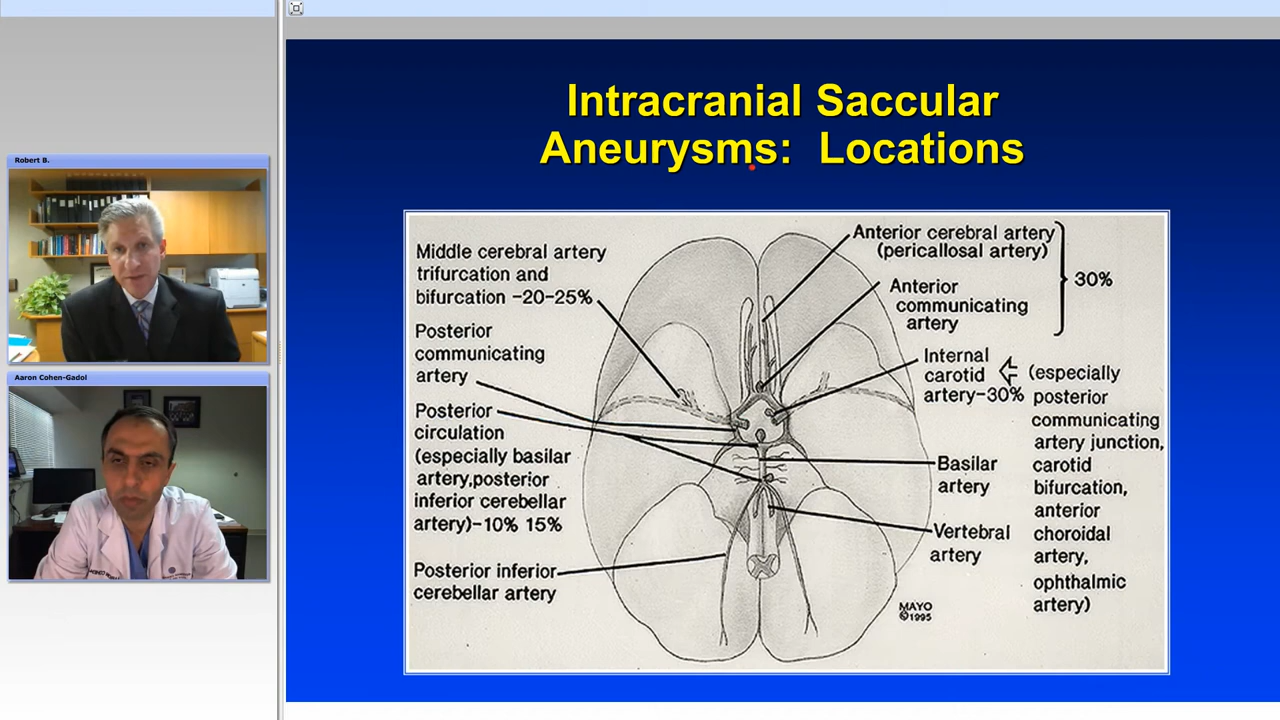 Robert B.
Aaron Cohen-Gadol
Intracranial Saccular
Aneurysms: Locations
Middle cerebral artery
trifurcation and
bifurcation -20-25%
Posterior
communicating
artery
Posterior
circulation
(especially basilar
artery,posterior
inferior cerebellar
artery)-10% 15%
Posterior inferior
cerebellar artery
Anterior cerebral artery
(pericallosal artery)
30%
Anterior
communicating
artery
Internal
carotid
artery-30%
(especially
posterior
communicating
artery junction,
carotid
bifurcation,
anterior
choroidal
artery,
ophthalmic
artery)
Basilar
artery
Vertebral
artery
MAYO
©1995